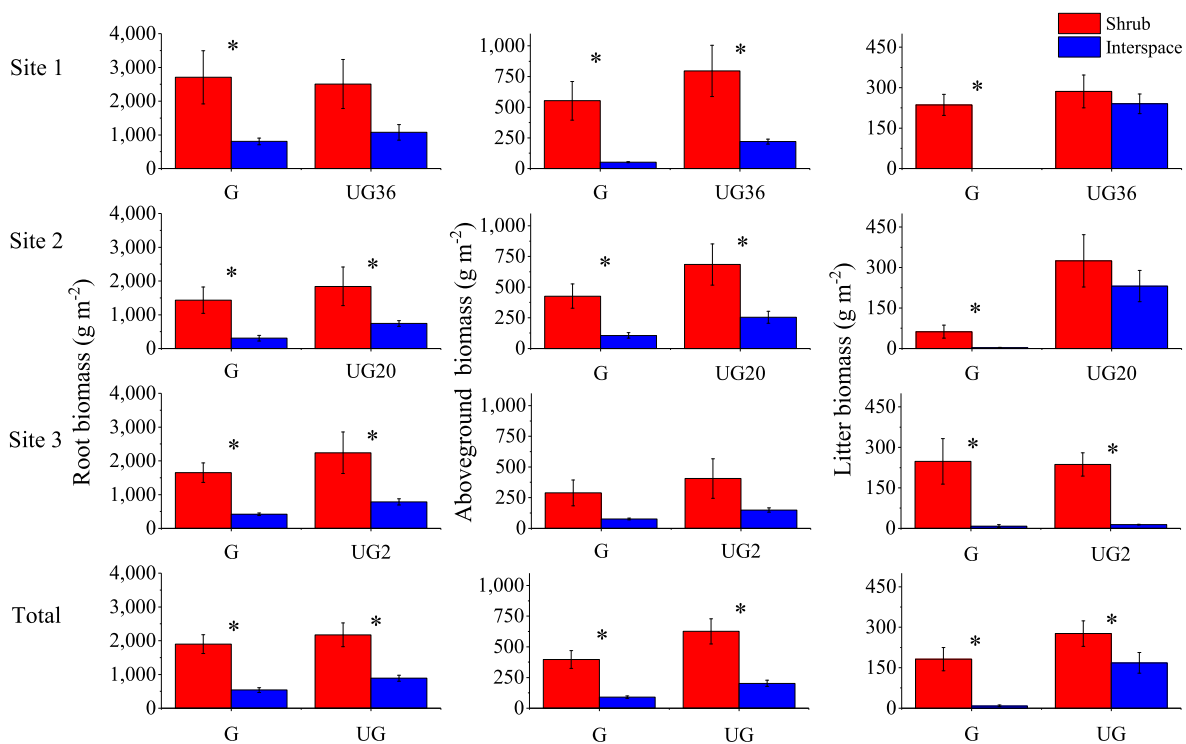 Shrub
Interspace
Site 1
4,000
3,000
2,000
1,000
0
*
G
UG36
1,000
750
500
250
0
*
*
G
UG36
450
300
150
0
*
G
UG36
Site 2
4,000
3,000
2,000
1,000
0
*
*
G
UG20
1,000
750
500
250
0
*
*
G
UG20
450
300
150
0
*
G
UG20
Root biomass (g m-2)
Aboveground biomass (g m-2)
Litter biomass (g m-2)
Site 3
4,000
3,000
2,000
1,000
0
*
*
G
UG2
1,000
750
500
250
0
G
UG2
450
300
150
0
*
*
G
UG2
Total
4,000
3,000
2,000
1,000
0
*
*
G
UG
1,000
750
500
250
0
*
*
G
UG
450
300
150
0
*
*
G
UG